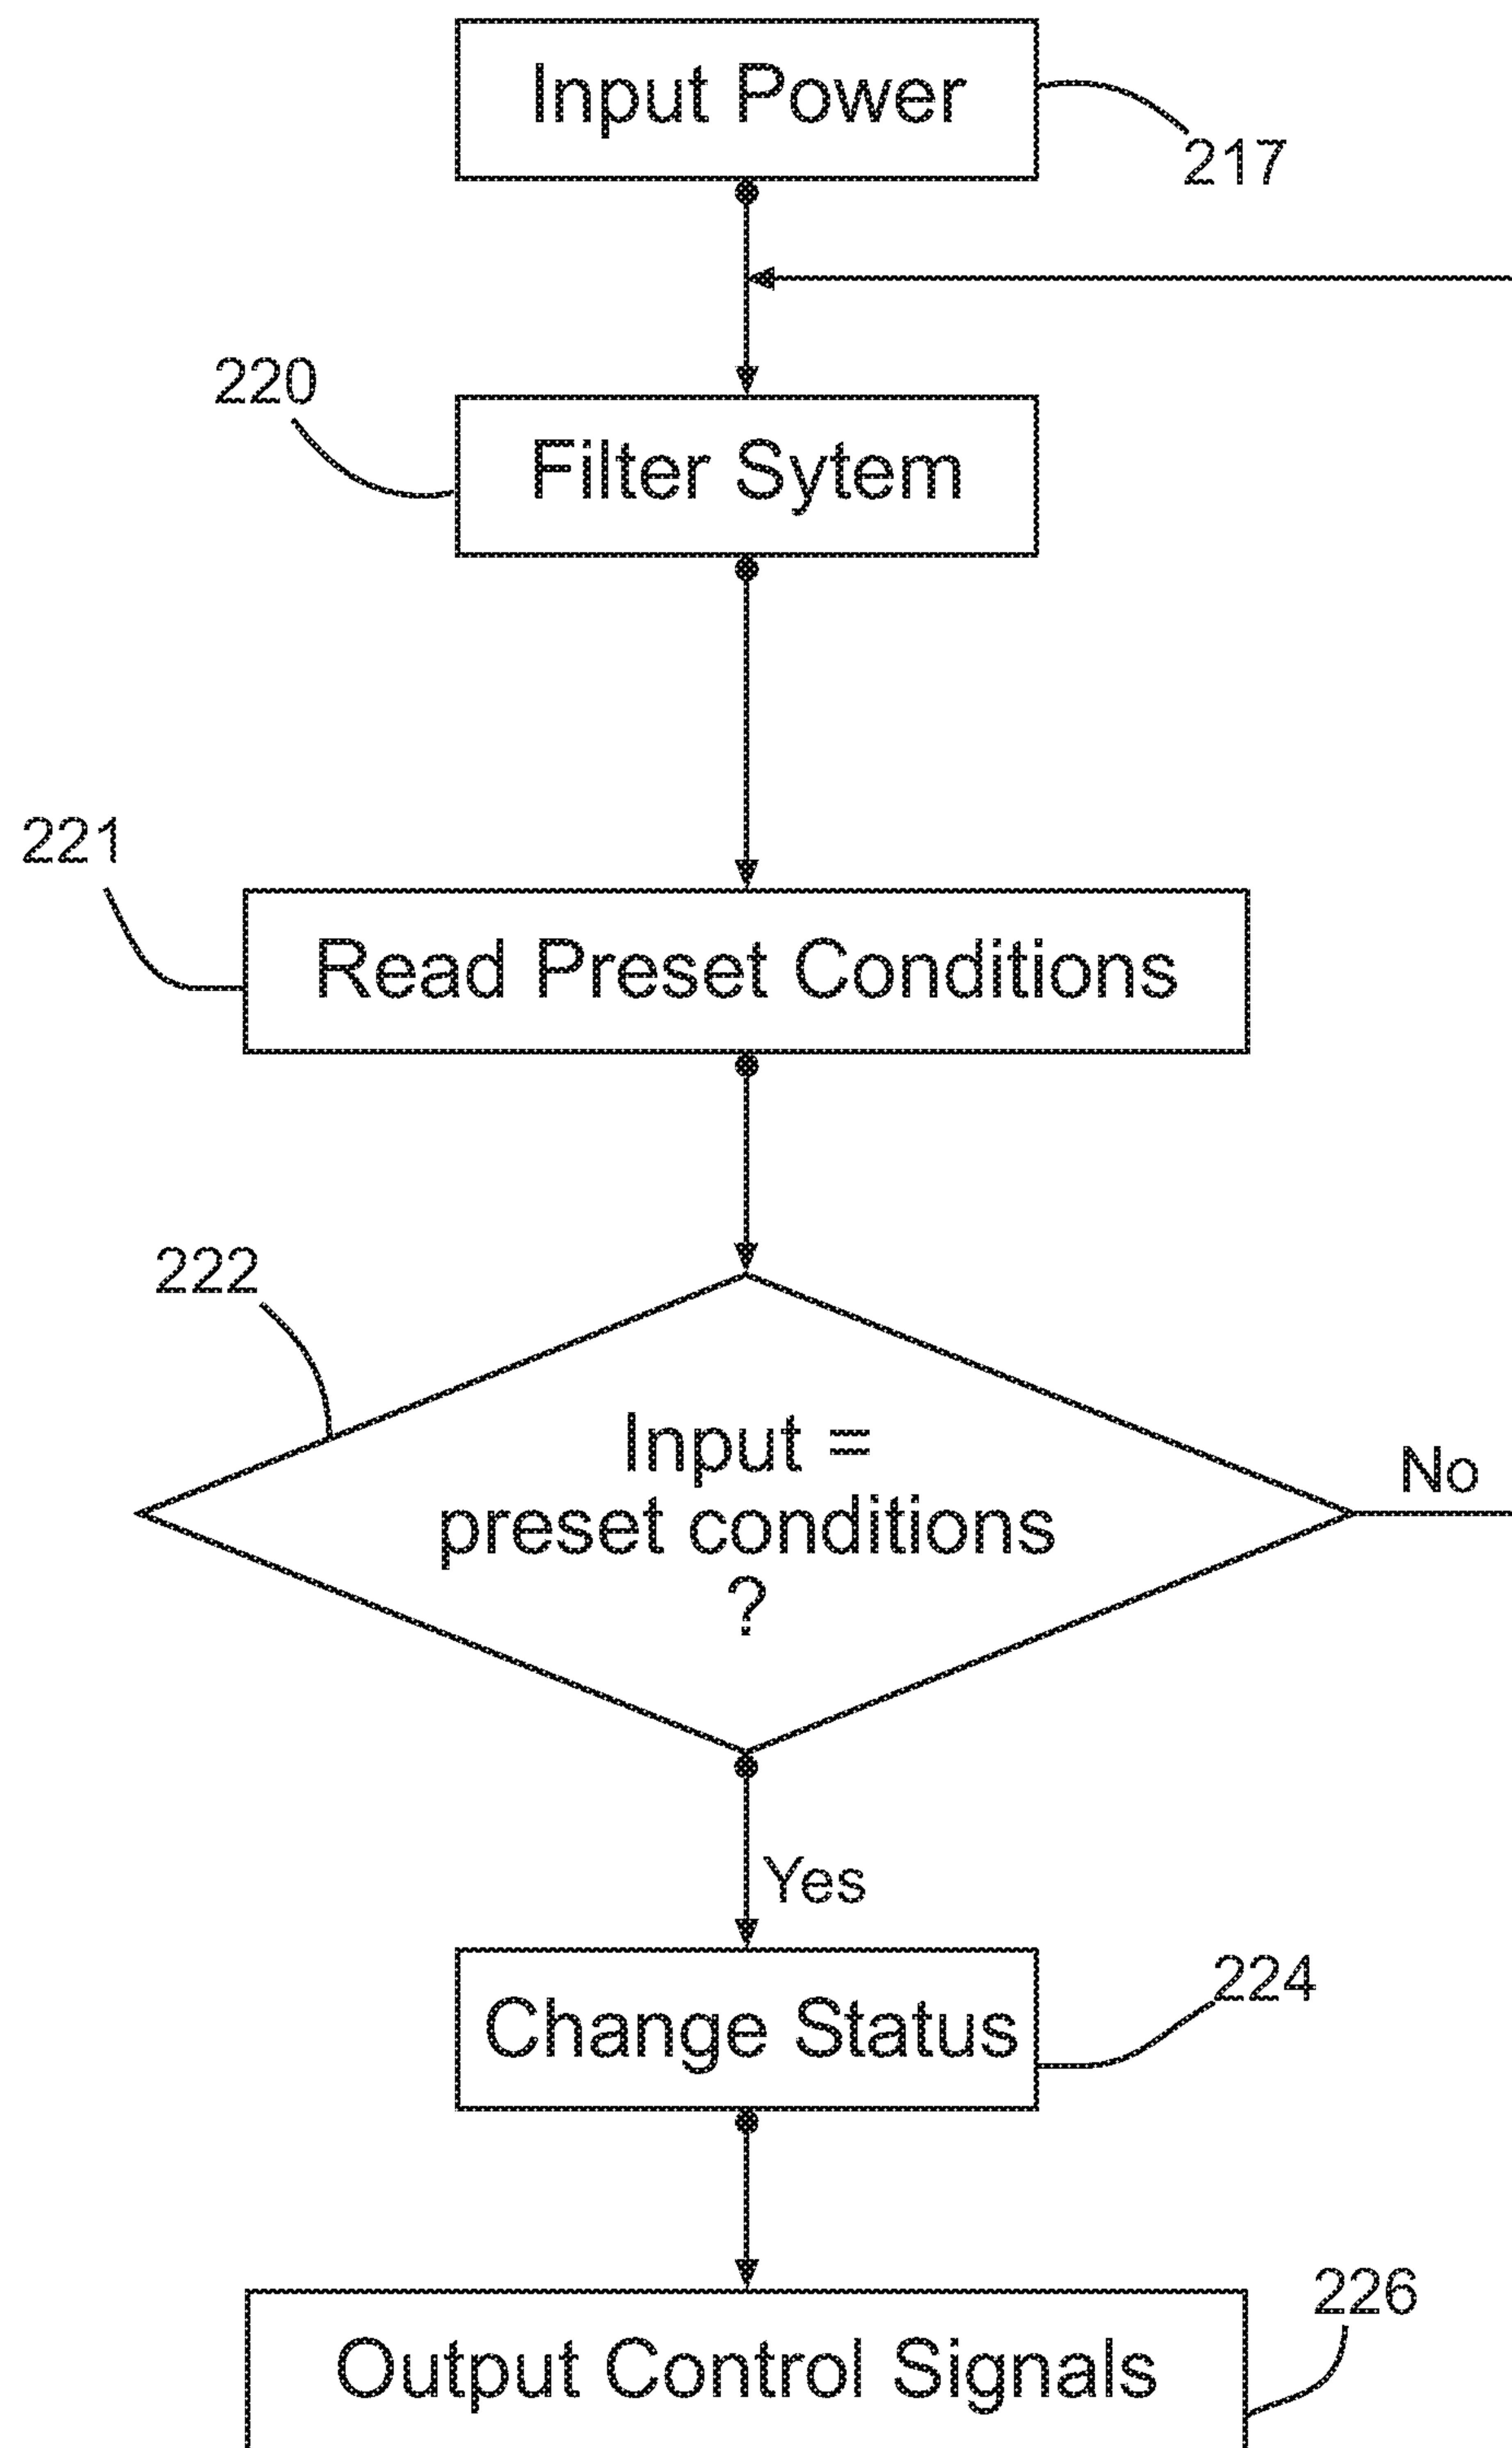 Input Power
217
220
Filter Sytem
221
Read Preset Conditions
222
Input =
preset conditions
?
No
Yes
Change Status
224
Output Control Signals
226